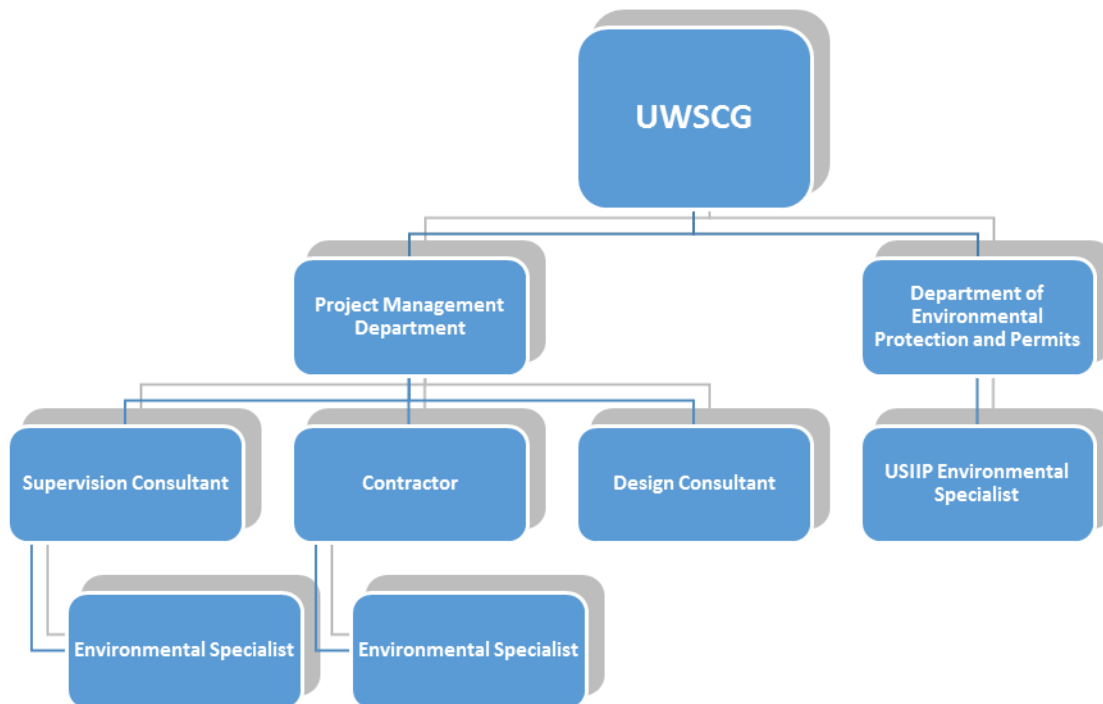 UWSCG
Project Management
Department
Department of
Environmental
Protection and Permits
Supervision Consultant
Contractor
Design Consultant
USIIP Environmental
Specialist
Environmental Specialist
Environmental Specialist